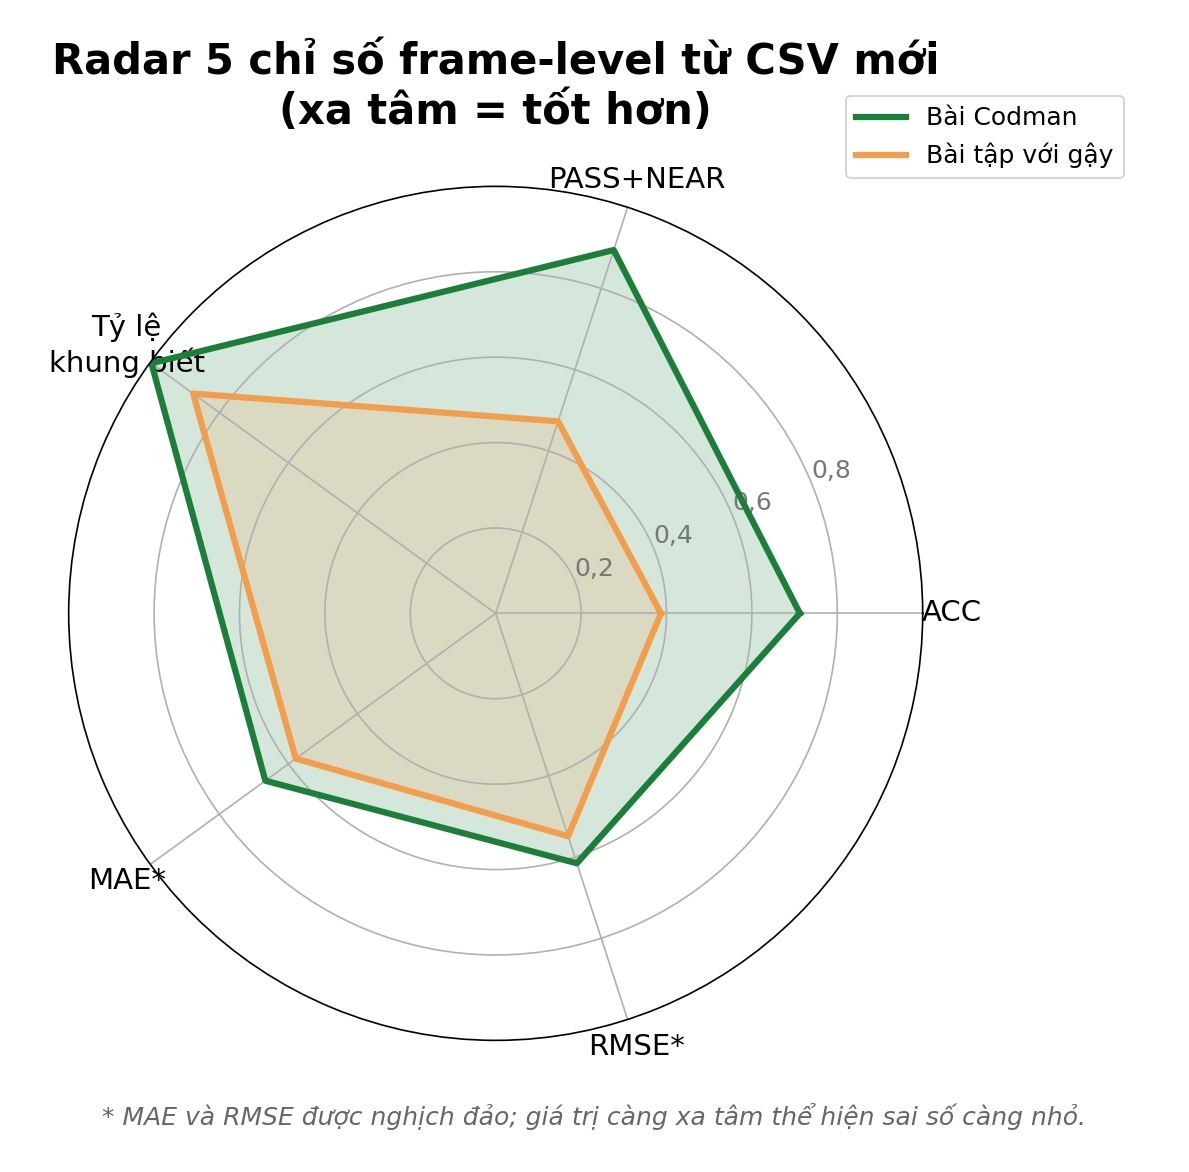 Radar 5 chỉ số frame-level từ CSV mới
(xa tâm = tốt hơn)
Bài Codman
Bài tập với gậy
PASS+NEAR
Tỷ lệ
khung biết
0,8
0,6
0,4
0,2
ACC
MAE*
RMSE*
* MAE và RMSE được nghịch đảo; giá trị càng xa tâm thể hiện sai số càng nhỏ.